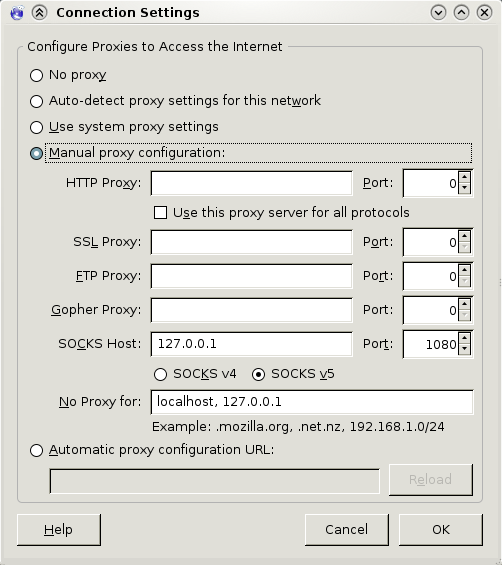 Connection Settings
Configure Proxies to Access the Internet
No proxy
Auto-detect proxy settings for this network
Use system proxy settings
Manual proxy configuration:
HTTP Proxy: Port: 0
Use this proxy server for all protocols
SSL Proxy: Port: 0
FTP Proxy: Port: 0
Gopher Proxy: Port: 0
SOCKS Host: 127.0.0.1 Port: 1080
SOCKS v4 SOCKS v5
No Proxy for: localhost, 127.0.0.1
Example: .mozilla.org, .net.nz, 192.168.1.0/24
Automatic proxy configuration URL:
Reload
Help Cancel OK